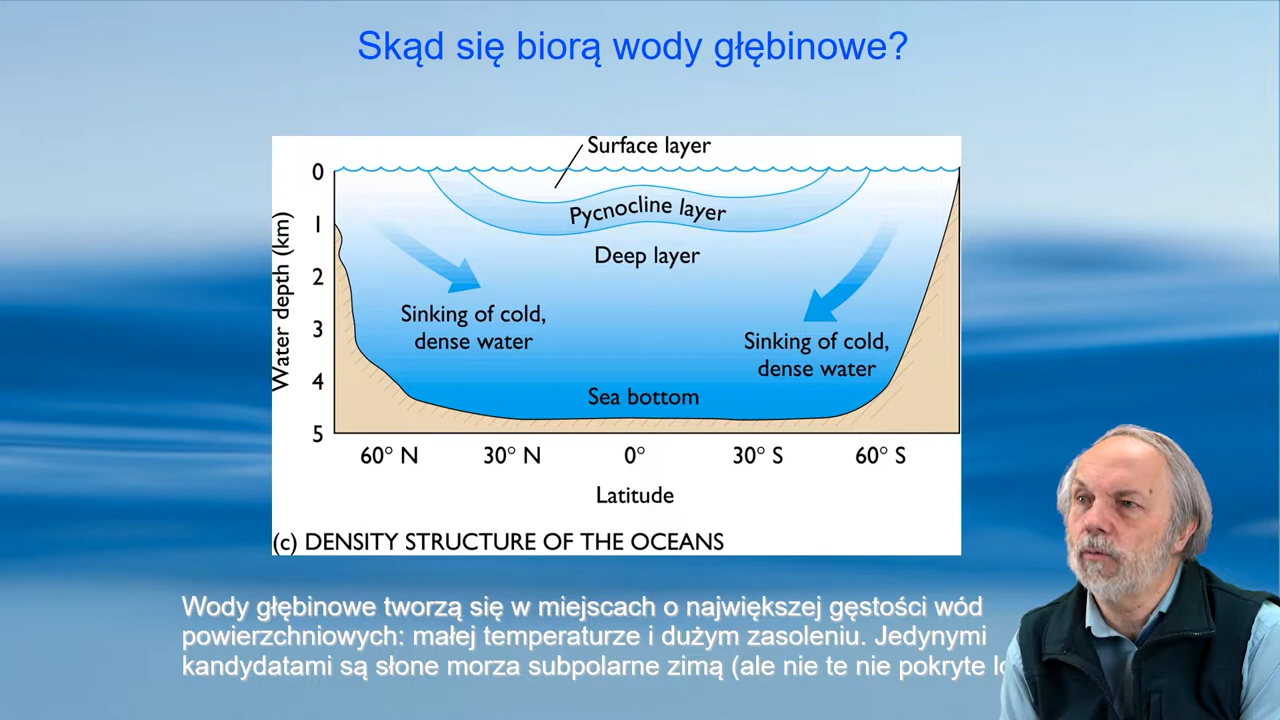 Skąd się biorą wody głębinowe?
Surface layer
Pycnocline layer
Deep layer
Sinking of cold,
dense water
Sinking of cold,
dense water
Sea bottom
Water depth (km)
0
1
2
3
4
5
60° N
30° N
0°
30° S
60° S
Latitude
(c) DENSITY STRUCTURE OF THE OCEANS
Wody głębinowe tworzą się w miejscach o największej gęstości wód
powierzchniowych: małej temperaturze i dużym zasoleniu. Jedynymi
kandydatami są słone morza subpolarne zimą (ale nie te nie pokryte